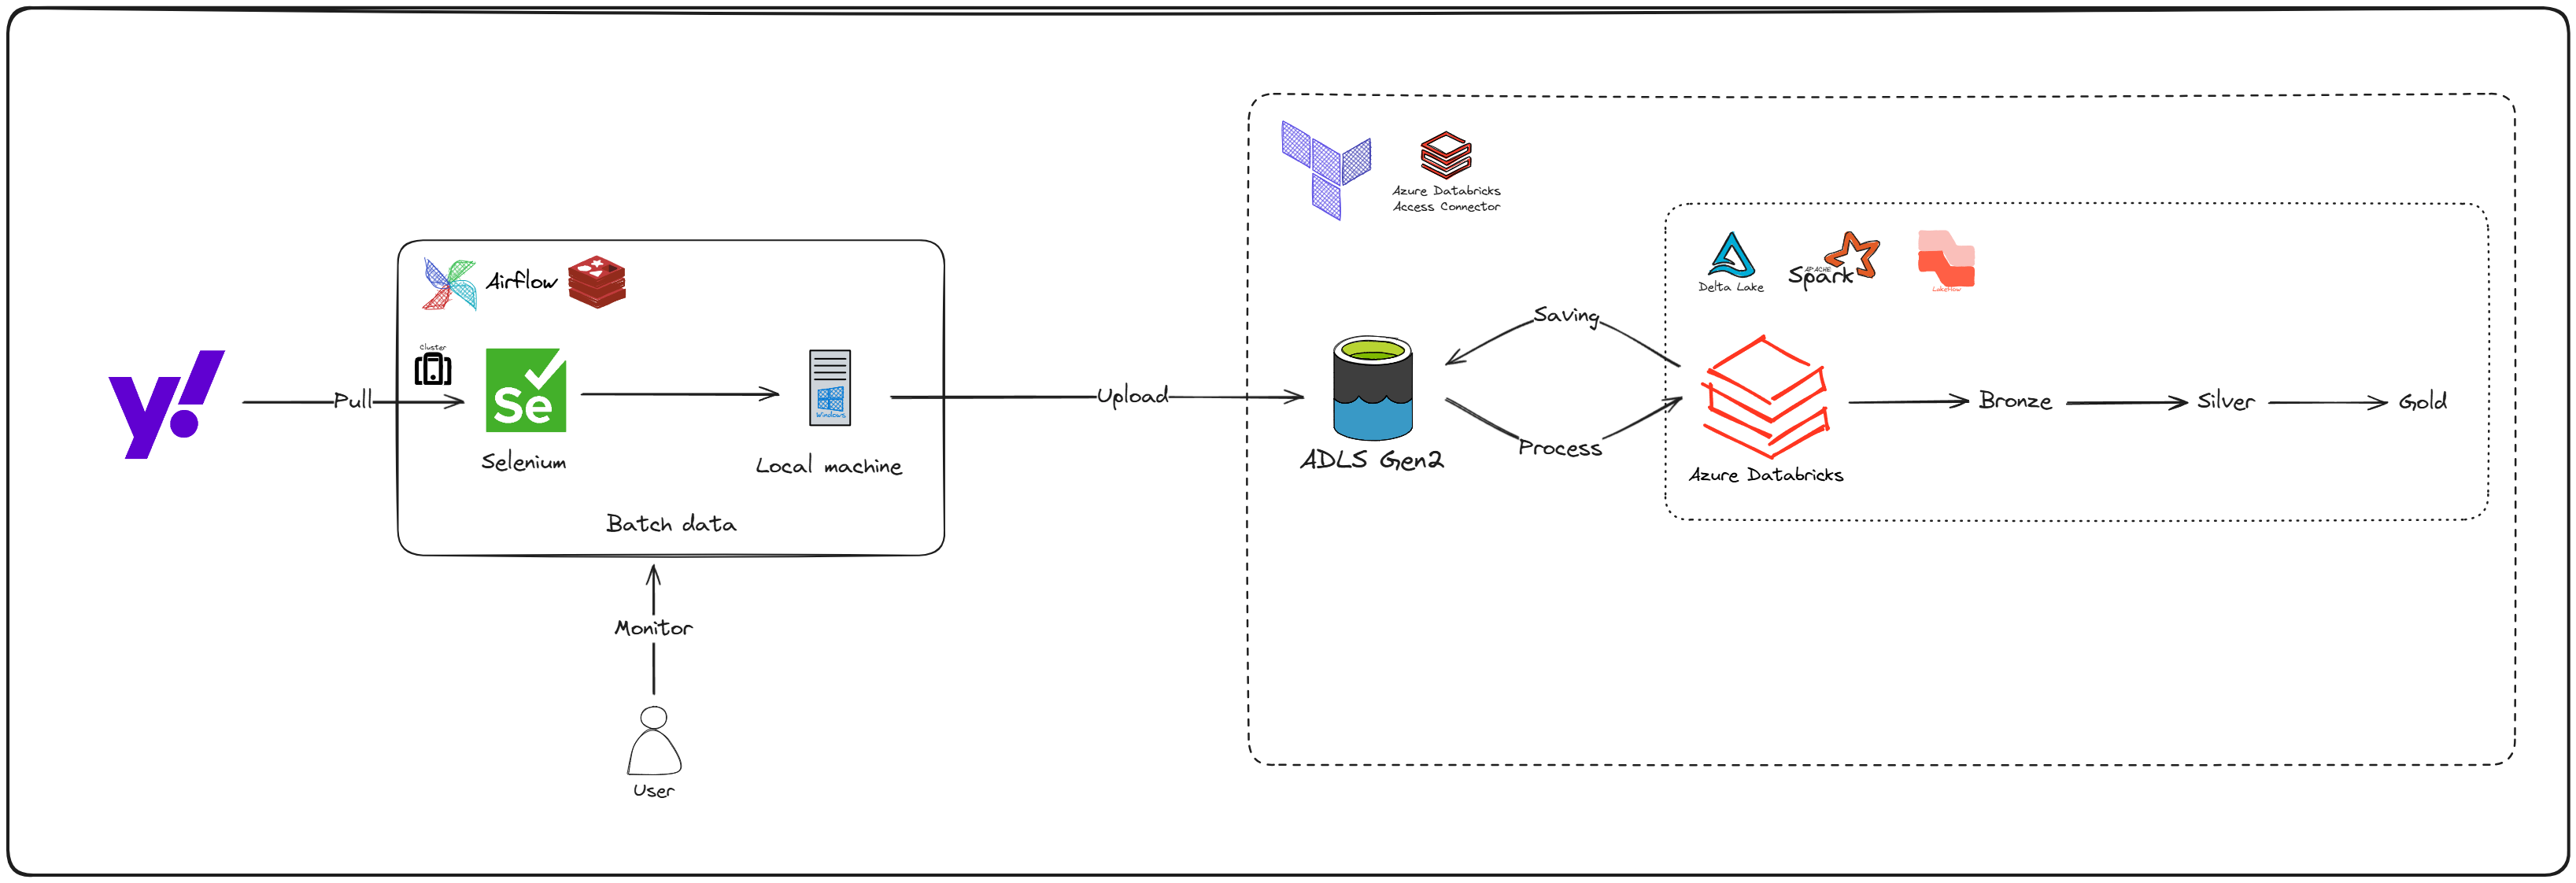 y!
Pull
Airflow
Cluster
Se
Selenium
Windows
Local machine
Batch data
Monitor
User
Upload
Azure Databricks
Access Connector
ADLS Gen2
Saving
Process
Delta Lake
APACHE
Spark
Lakeflow
Azure Databricks
Bronze
Silver
Gold